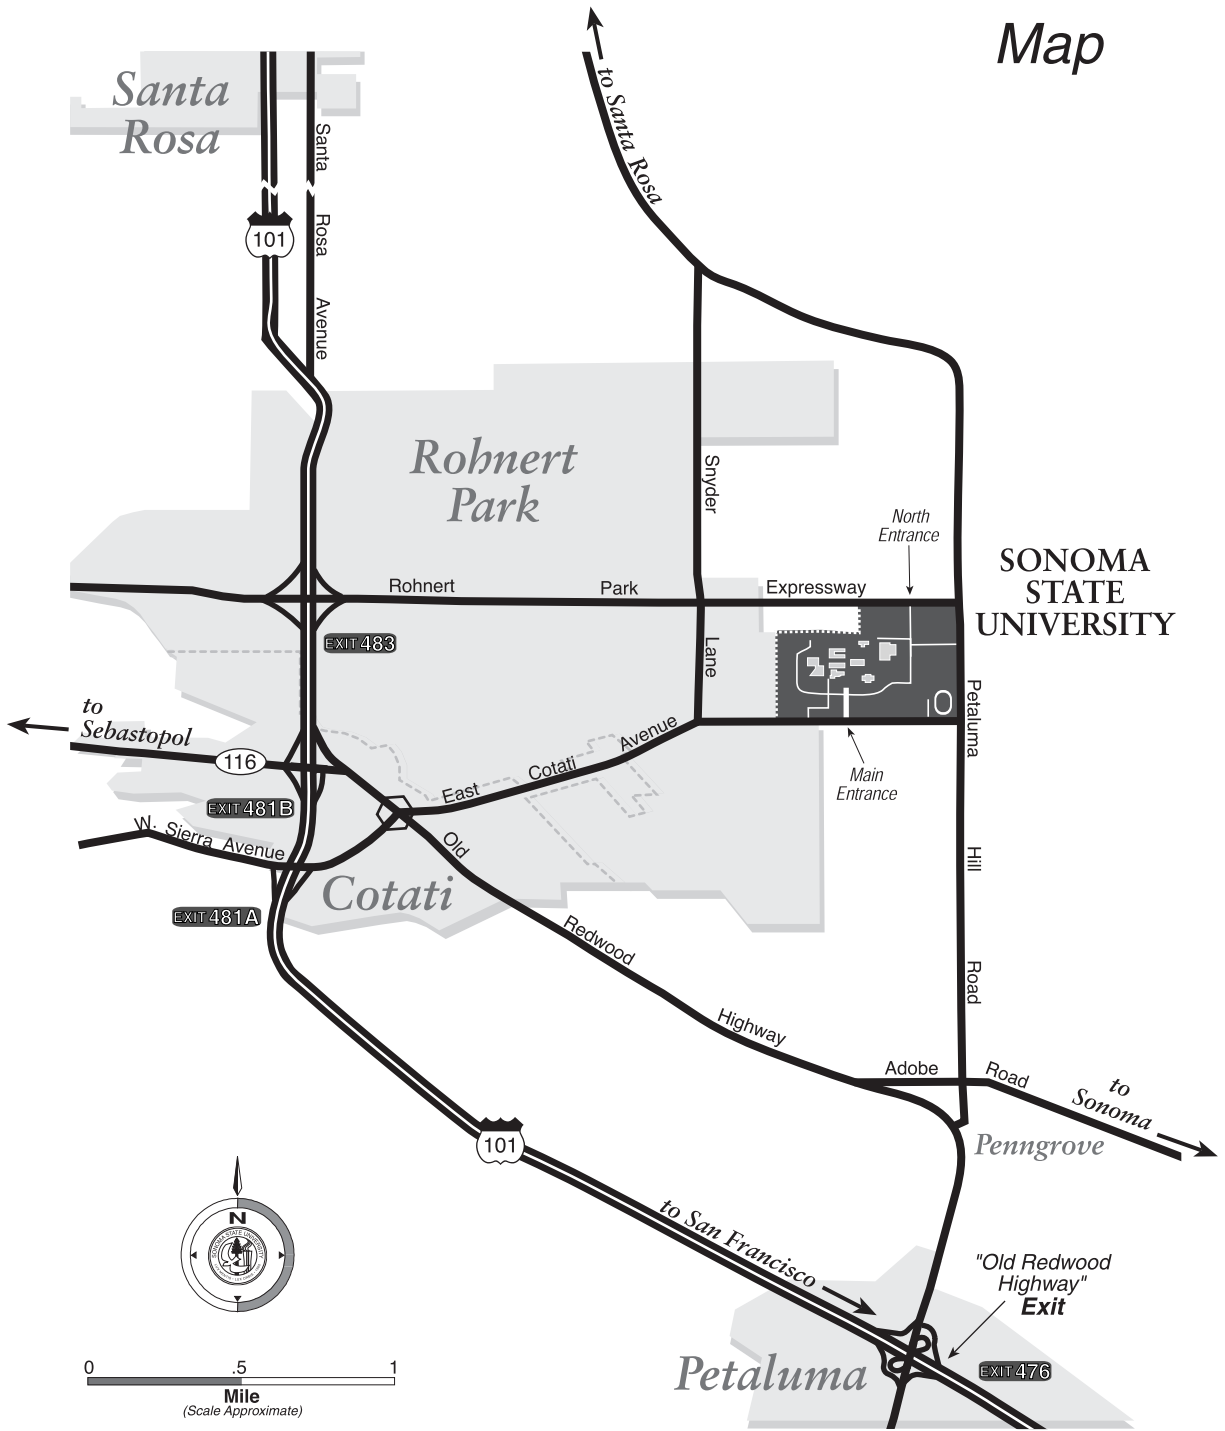 Map
Santa
Rosa
to Santa Rosa
Santa Rosa Avenue
101
Rohnert
Park
Snyder Lane
North
Entrance
SONOMA
STATE
UNIVERSITY
Rohnert Park Expressway
EXIT 483
to
Sebastopol
116
Petaluma Hill Road
East Cotati Avenue
Main
Entrance
EXIT 481B
W. Sierra Avenue
Cotati
EXIT 481A
Old Redwood Highway
Adobe Road
to
Sonoma
Penngrove
101
to San Francisco
N
SONOMA STATE UNIVERSITY
"Old Redwood
Highway"
Exit
EXIT 476
Petaluma
0 .5 1
Mile
(Scale Approximate)